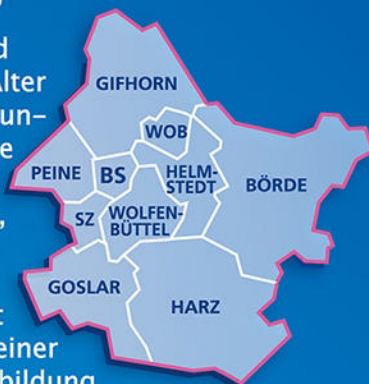 Alter
un-
e
,
einer
bildung
GIFHORN
WOB
PEINE
BS
HELM-
STEDT
BÖRDE
SZ
WOLFEN-
BÜTTEL
GOSLAR
HARZ